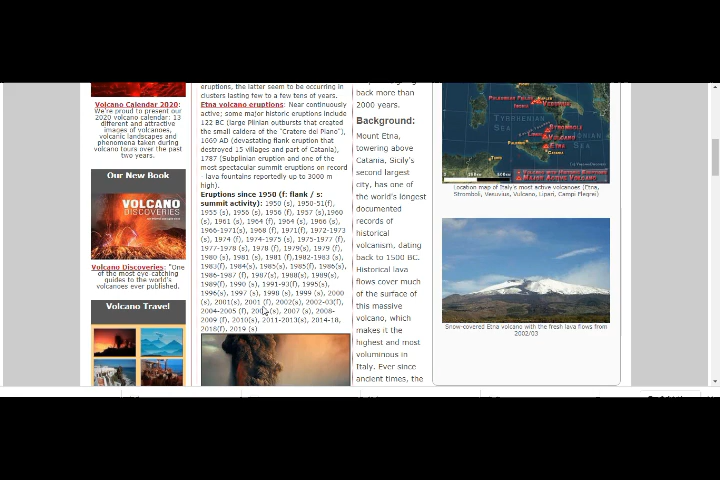 Volcano Calendar 2020:
We're proud to present our
2020 volcano calendar: 13
different and attractive
images of volcanoes,
volcanic landscapes and
phenomena taken during
volcano tours over the past
two years.
Our New Book
VOLCANO
DISCOVERIES
Volcano Discoveries: "One
of the most eye-catching
guides to the world's
volcanoes ever published.
Volcano Travel
eruptions, the latter seem to be occurring in
clusters lasting few to a few tens of years.
Etna volcano eruptions: Near continuously
active; some major historic eruptions include
122 BC (large Plinian outbursts that created
the small caldera of the "Cratere del Piano"),
1669 AD (devastating flank eruption that
destroyed 15 villages and part of Catania),
1787 (Subplinian eruption and one of the
most spectacular summit eruptions on record
- lava fountains reportedly up to 3000 m
high).
Eruptions since 1950 (f: flank / s:
summit activity): 1950 (s), 1950-51(f),
1955 (s), 1956 (s), 1956 (f), 1957 (s),1960
(s), 1961 (s), 1964 (f), 1964 (s), 1966 (s),
1966-1971(s), 1968 (f), 1971(f), 1972-1973
(s), 1974 (f), 1974-1975 (s), 1975-1977 (f),
1977-1978 (s), 1978 (f), 1979(s), 1979 (f),
1980 (s), 1981 (s), 1981(f),1982-1983 (s),
1983(f), 1984(s), 1985(s), 1985(f), 1986(s),
1986-1987 (f), 1987(s), 1988(s), 1989(s),
1989(f), 1990 (s), 1991-93(f), 1995(s),
1996(s), 1997 (s), 1998 (s), 1999 (s), 2000
(s), 2001(s), 2001 (f), 2002(s), 2002-03(f),
2004-2005 (f), (s), 2007 (s), 2008-
2009 (f), 2010(s), 2011-2013(s), 2014-18,
2018(f), 2019 (s)
back more than
2000 years.
Background:
Mount Etna,
towering above
Catania, Sicily's
second largest
city, has one of
the world's longest
documented
records of
historical
volcanism, dating
back to 1500 BC.
Historical lava
flows cover much
of the surface of
this massive
volcano, which
makes it the
highest and most
voluminous in
Italy. Ever since
ancient times, the
TYRRHENIAN
SEA
STROMBOLI
VULCANO
ETNA
Location map of Italy's most active volcanoes (Etna,
Stromboli, Vesuvius, Vulcano, Lipari, Campi Flegrei)
Snow-covered Etna volcano with the fresh lava flows from
2002/03